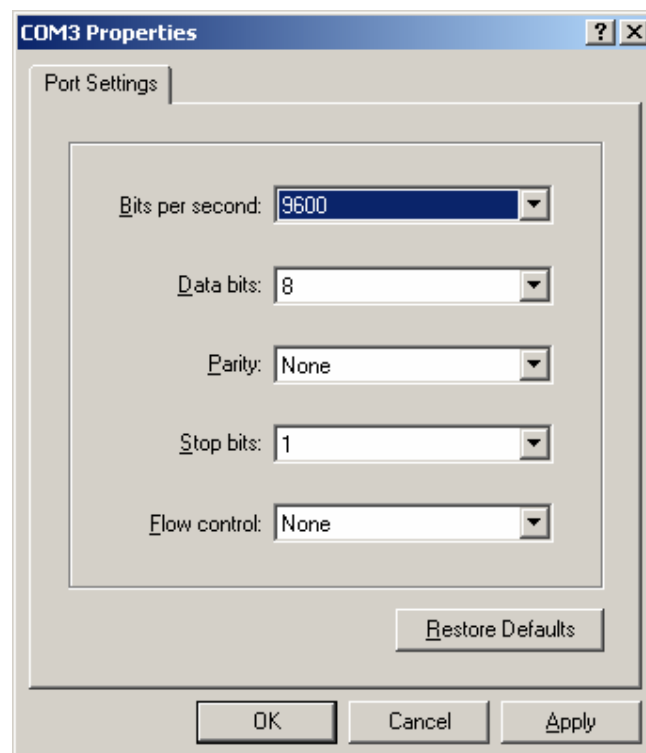 COM3 Properties
Port Settings
Bits per second: 9600
Data bits: 8
Parity: None
Stop bits: 1
Flow control: None
Restore Defaults
OK Cancel Apply